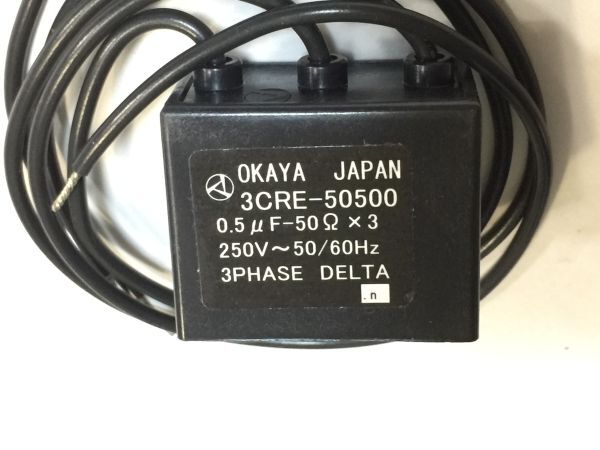 OKAYA JAPAN
3CRE-50500
0.5μF-50Ω×3
250V～50/60Hz
3PHASE DELTA
.n